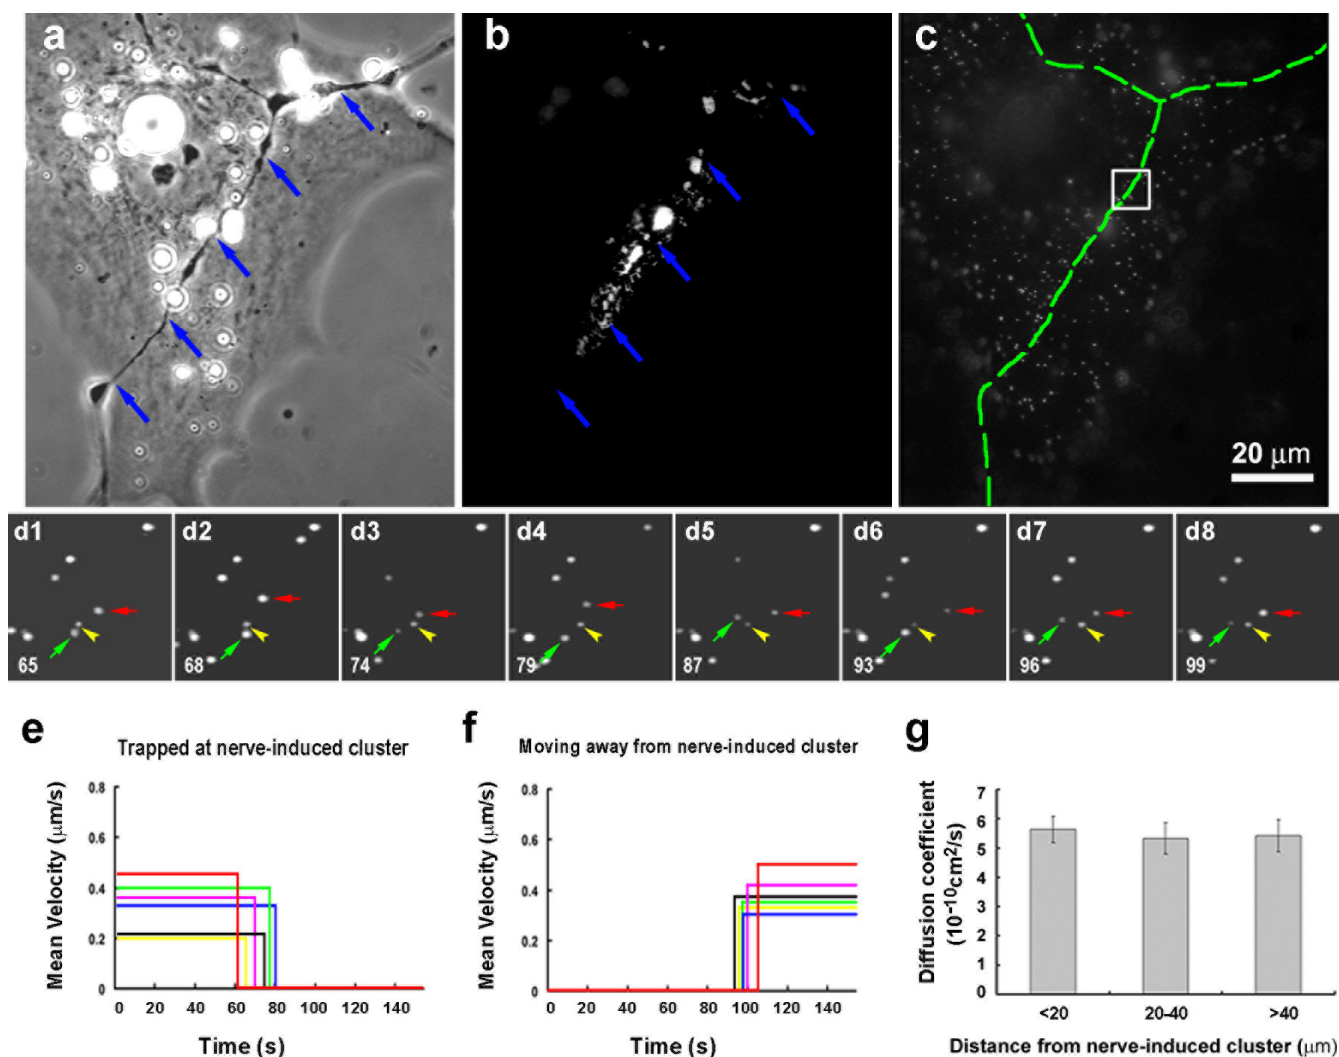 a
b
c
20 μm
d1
d2
d3
d4
d5
d6
d7
d8
65
68
74
79
87
93
96
99
e
Trapped at nerve-induced cluster
Mean Velocity (μm/s)
0.8
0.6
0.4
0.2
0
0 20 40 60 80 100 120 140
Time (s)
f
Moving away from nerve-induced cluster
Mean Velocity (μm/s)
0.8
0.6
0.4
0.2
0
0 20 40 60 80 100 120 140
Time (s)
g
Diffusion coefficient
(10⁻¹⁰cm²/s)
7
6
5
4
3
2
1
0
<20 20-40 >40
Distance from nerve-induced cluster (μm)